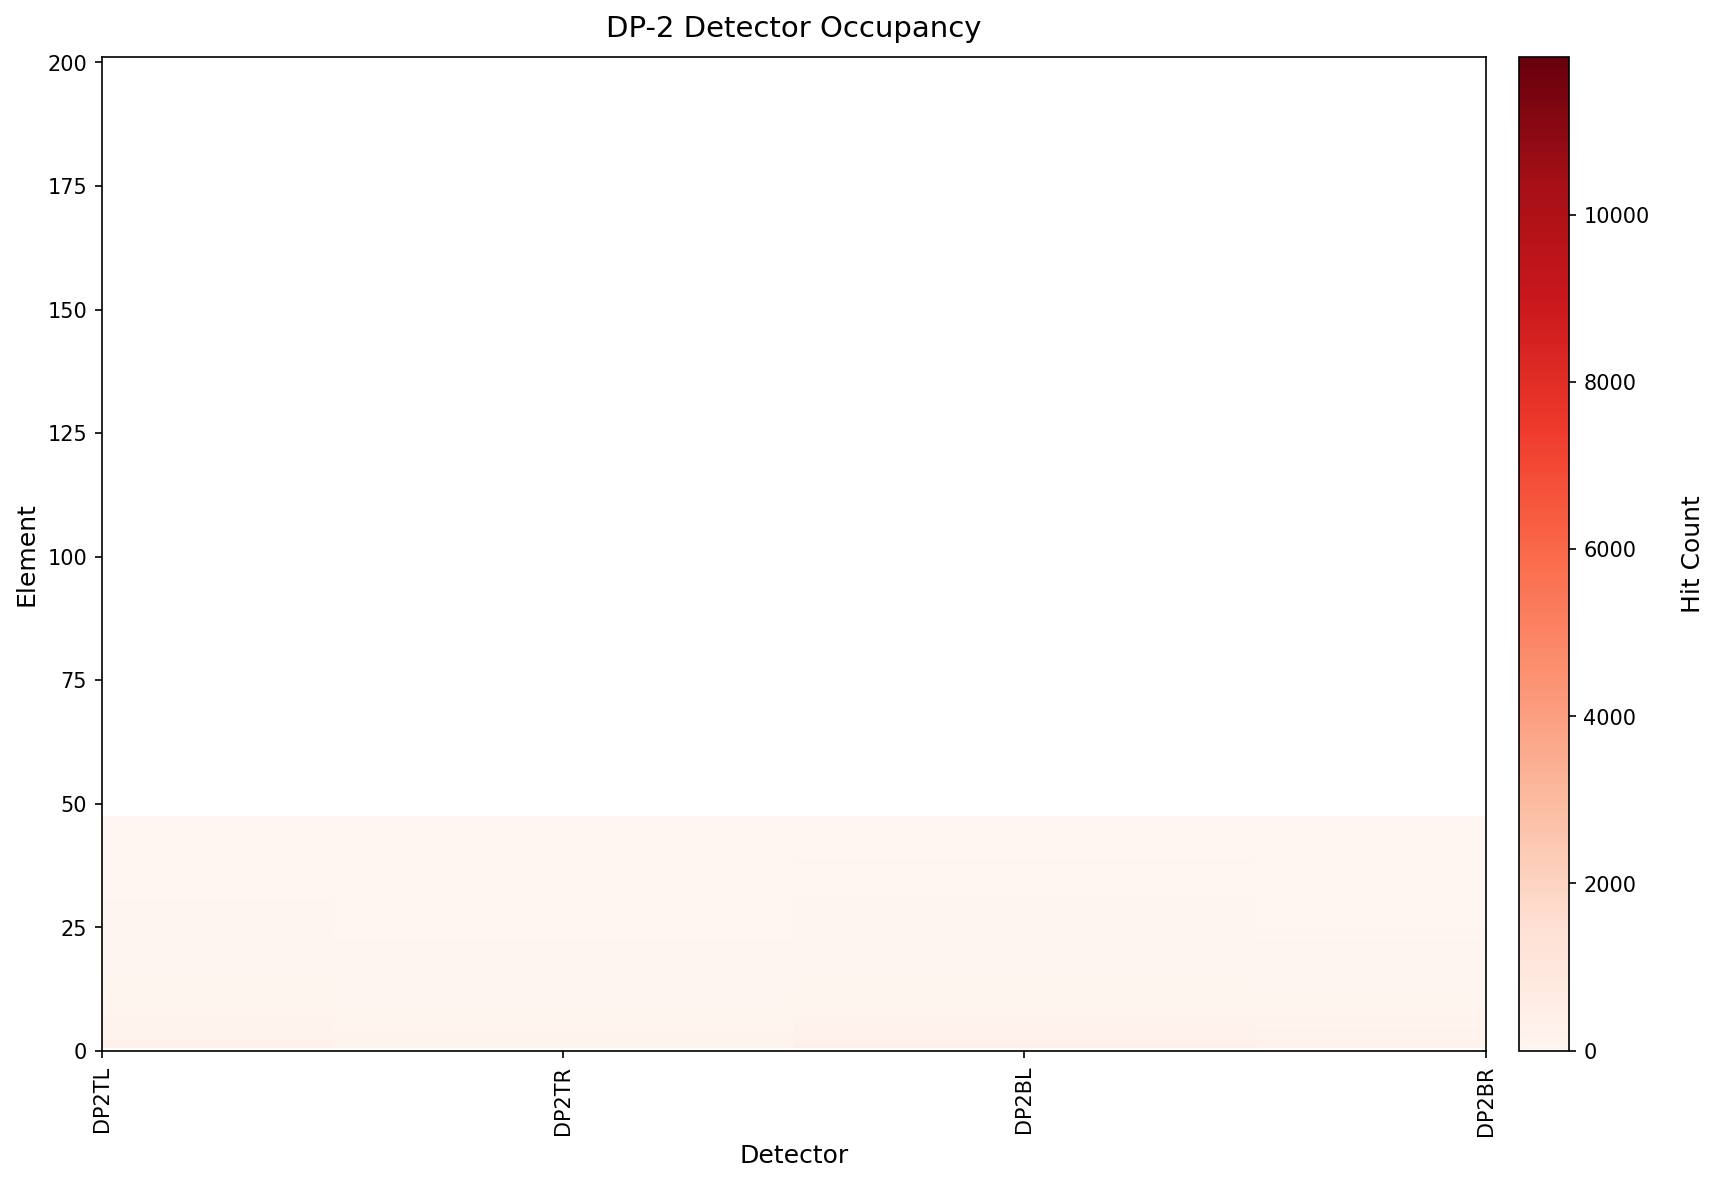 DP-2 Detector Occupancy
200
175
150
125
100
75
50
25
0
Element
DP2TL
DP2TR
DP2BL
DP2BR
Detector
10000
8000
6000
4000
2000
0
Hit Count